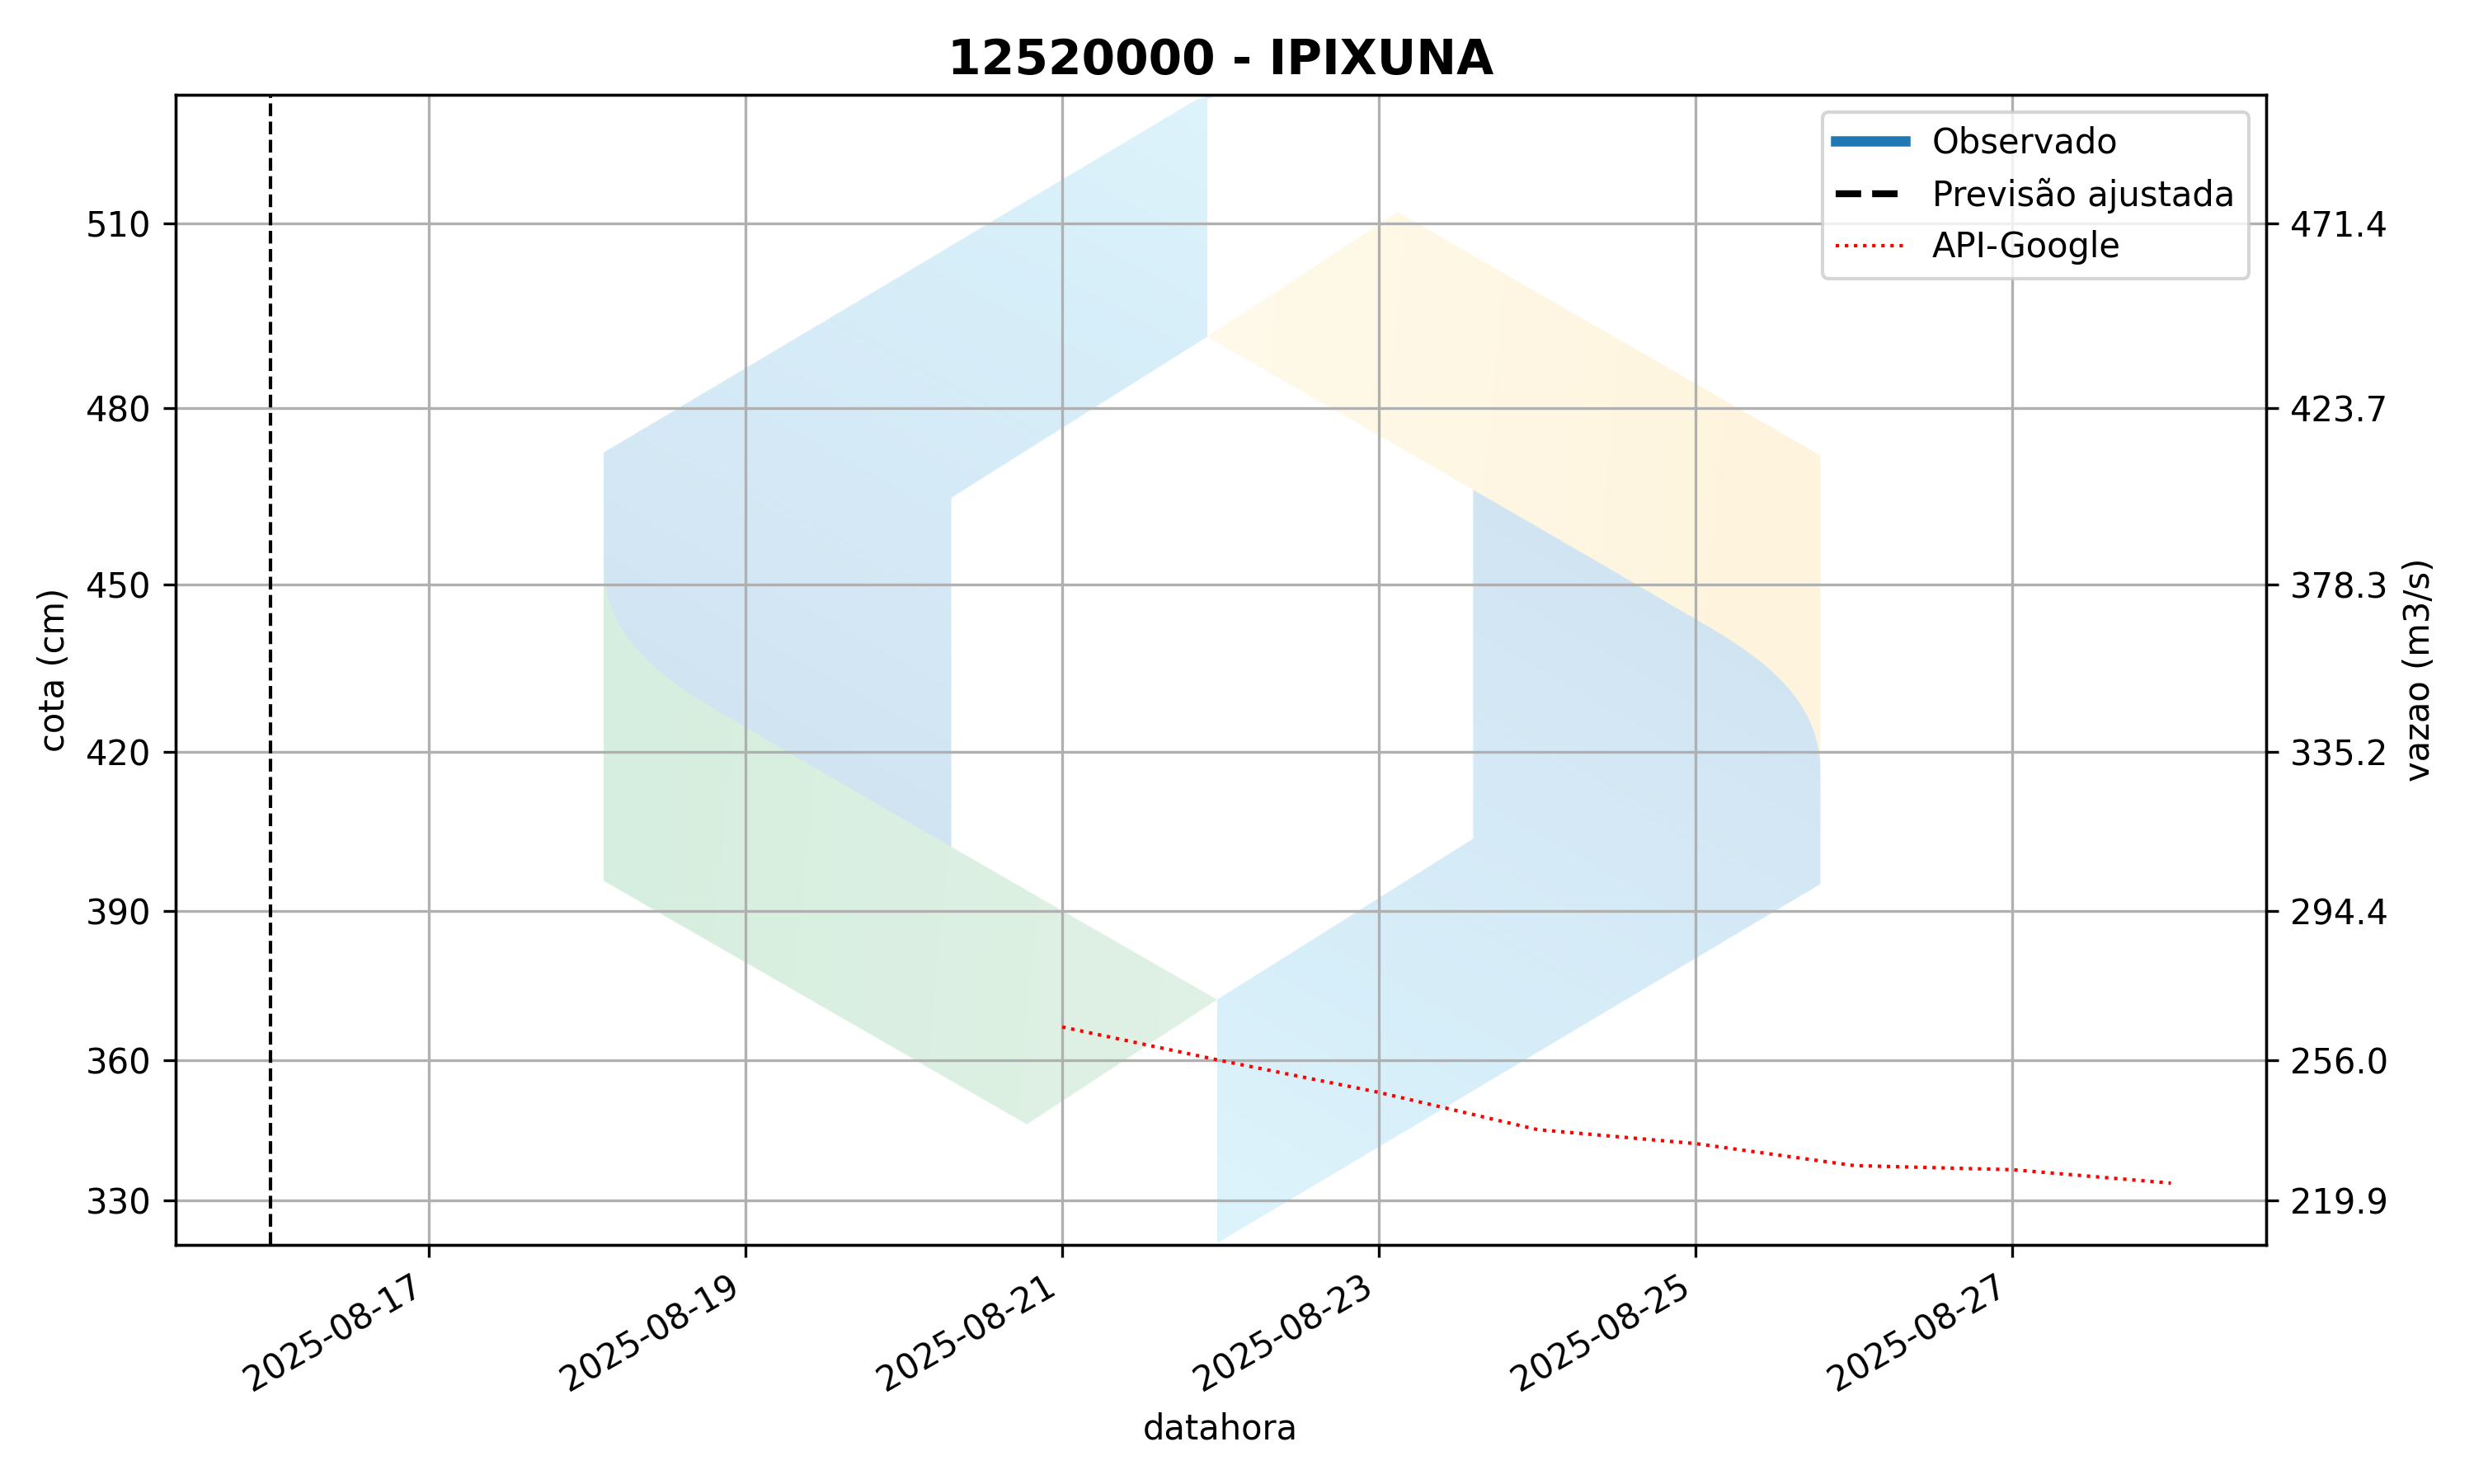 12520000 - IPIXUNA
Observado
Previsão ajustada
API-Google
510
480
450
420
390
360
330
cota (cm)
471.4
423.7
378.3
335.2
294.4
256.0
219.9
vazao (m3/s)
2025-08-17
2025-08-19
2025-08-21
2025-08-23
2025-08-25
2025-08-27
datahora